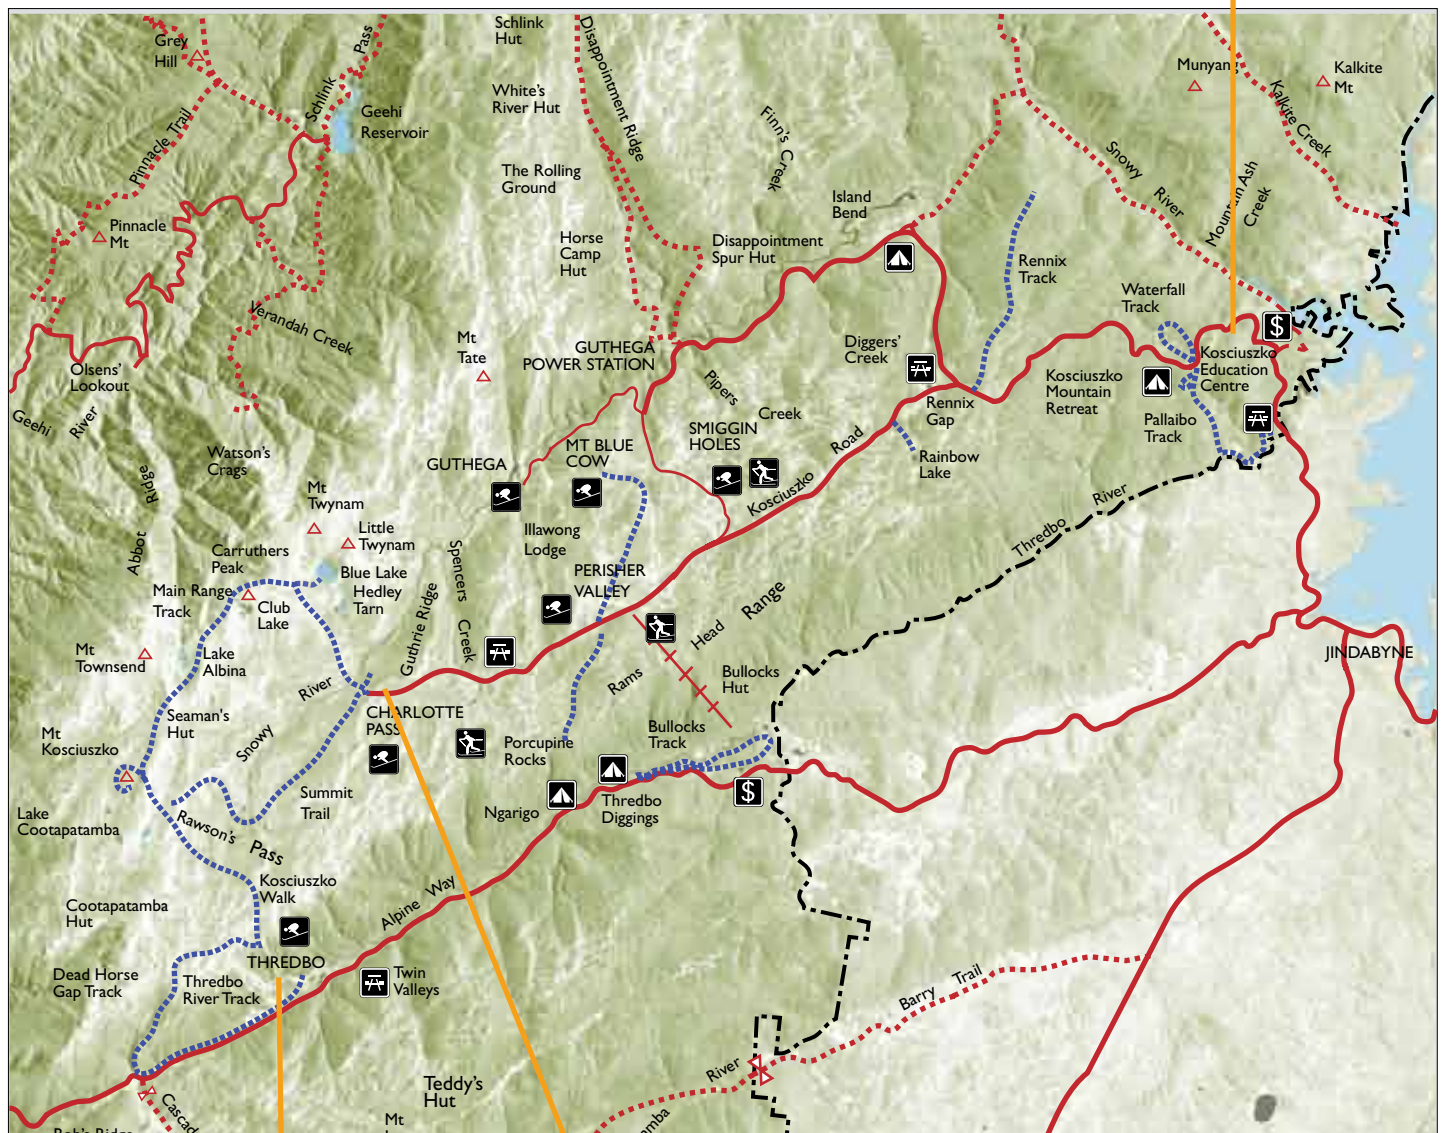 Schlink
Hut
Disappointment Ridge
Schlink Pass
Grey
Hill
Munyang
Kalkite
Mt
White's
River Hut
Geehi
Reservoir
Finn's Creek
Kalkite Creek
Pinnacle Trail
Snowy River
Mountain Ash
Creek
The Rolling
Ground
Island
Bend
Pinnacle
Mt
Horse
Camp
Hut
Disappointment
Spur Hut
Rennix
Track
Waterfall
Track
Verandah Creek
Mt
Tate
GUTHEGA
POWER STATION
Diggers'
Creek
$
Kosciuszko
Education
Centre
Olsens'
Lookout
Geehi River
Pipers Creek
Kosciuszko
Mountain
Retreat
Rennix
Gap
Pallaibo
Track
SMIGGIN
HOLES
MT BLUE
COW
Kosciuszko Road
Rainbow
Lake
Watson's
Crags
GUTHEGA
Abbot Ridge
Mt
Twynam
Little
Twynam
Illawong
Lodge
Thredbo River
Carruthers
Peak
Blue Lake
Hedley
Tarn
Spencers Creek
Guthrie Ridge
PERISHER
VALLEY
Main Range
Track
Club
Lake
Rams Head Range
Mt
Townsend
Lake
Albina
JINDABYNE
Bullocks
Hut
Snowy River
Seaman's
Hut
CHARLOTTE
PASS
Mt
Kosciuszko
Bullocks
Track
Porcupine
Rocks
Summit
Trail
Ngarigo
Thredbo
Diggings
$
Lake
Cootapatamba
Rawson's Pass
Kosciuszko
Walk
Alpine Way
Cootapatamba
Hut
THREDBO
Dead Horse
Gap Track
Thredbo
River Track
Twin
Valleys
Barry Trail
River
Teddy's
Hut
Mt